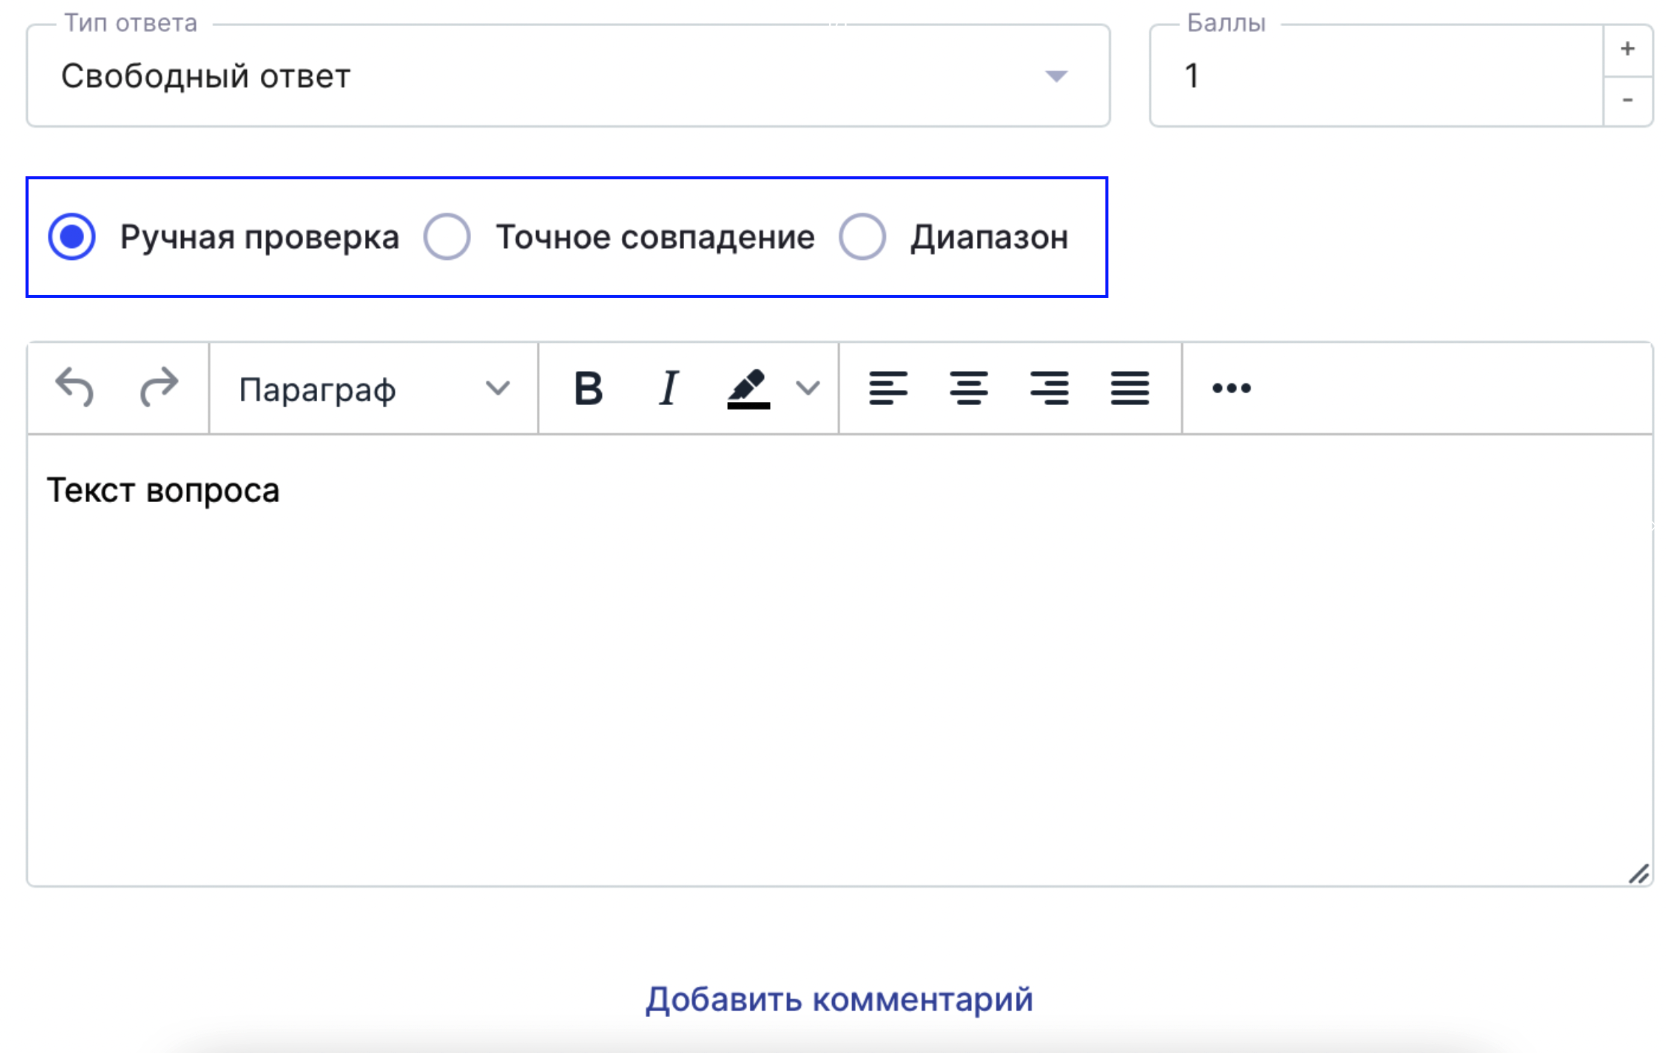 Тип ответа
Баллы
Свободный ответ
1
+
-
Ручная проверка
Точное совпадение
Диапазон
Параграф
B
I
Текст вопроса
Добавить комментарий